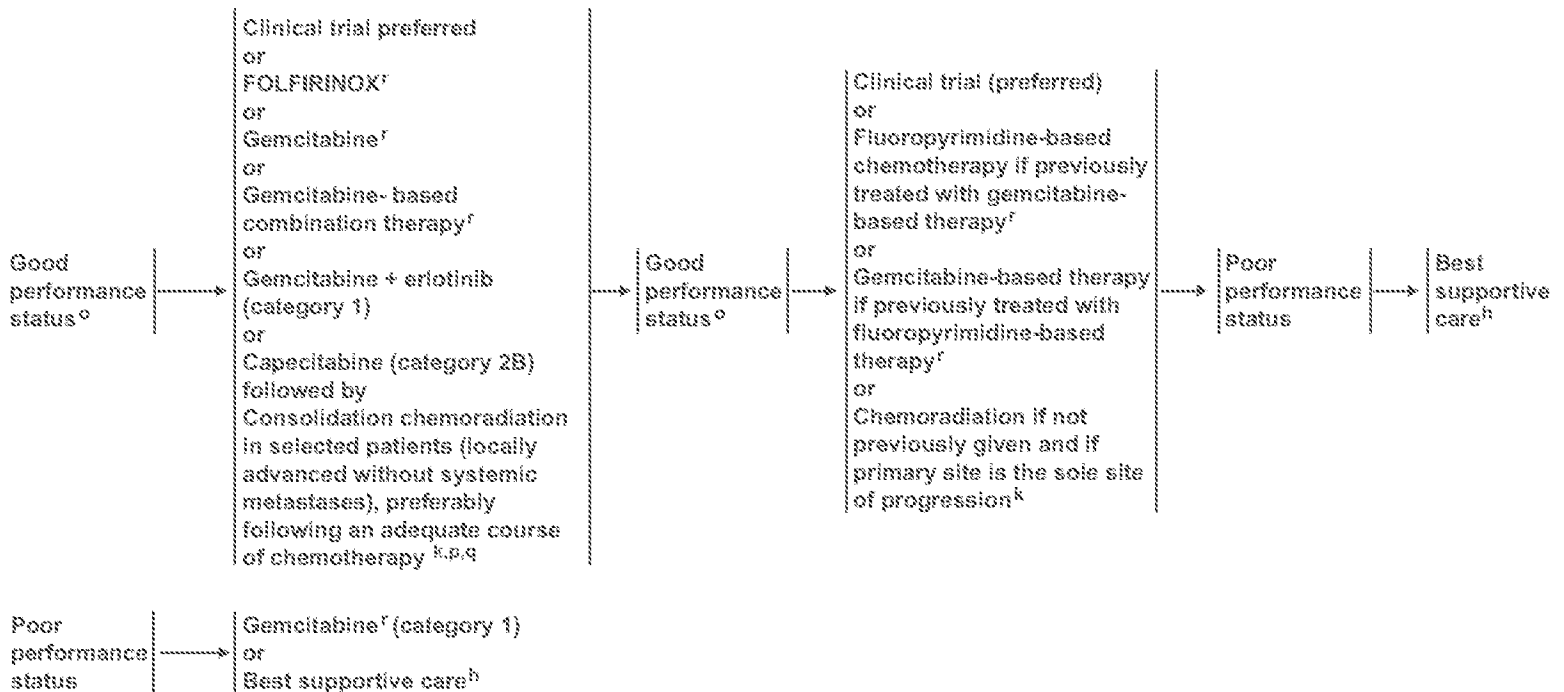 Good
performance
status°
Clinical trial preferred
or
FOLFIRINOXʳ
or
Gemcitabineʳ
or
Gemcitabine- based
combination therapyʳ
or
Gemcitabine + erlotinib
(category 1)
or
Capecitabine (category 2B)
followed by
Consolidation chemoradiation
in selected patients (locally
advanced without systemic
metastases), preferably
following an adequate course
of chemotherapy ᵏ,ᵖ,q
Good
performance
status°
Clinical trial (preferred)
or
Fluoropyrimidine-based
chemotherapy if previously
treated with gemcitabine-
based therapyʳ
or
Gemcitabine-based therapy
if previously treated with
fluoropyrimidine-based
therapyʳ
or
Chemoradiation if not
previously given and if
primary site is the sole site
of progressionᵏ
Poor
performance
status
Best
supportive
careʰ
Poor
performance
status
Gemcitabineʳ (category 1)
or
Best supportive careʰ